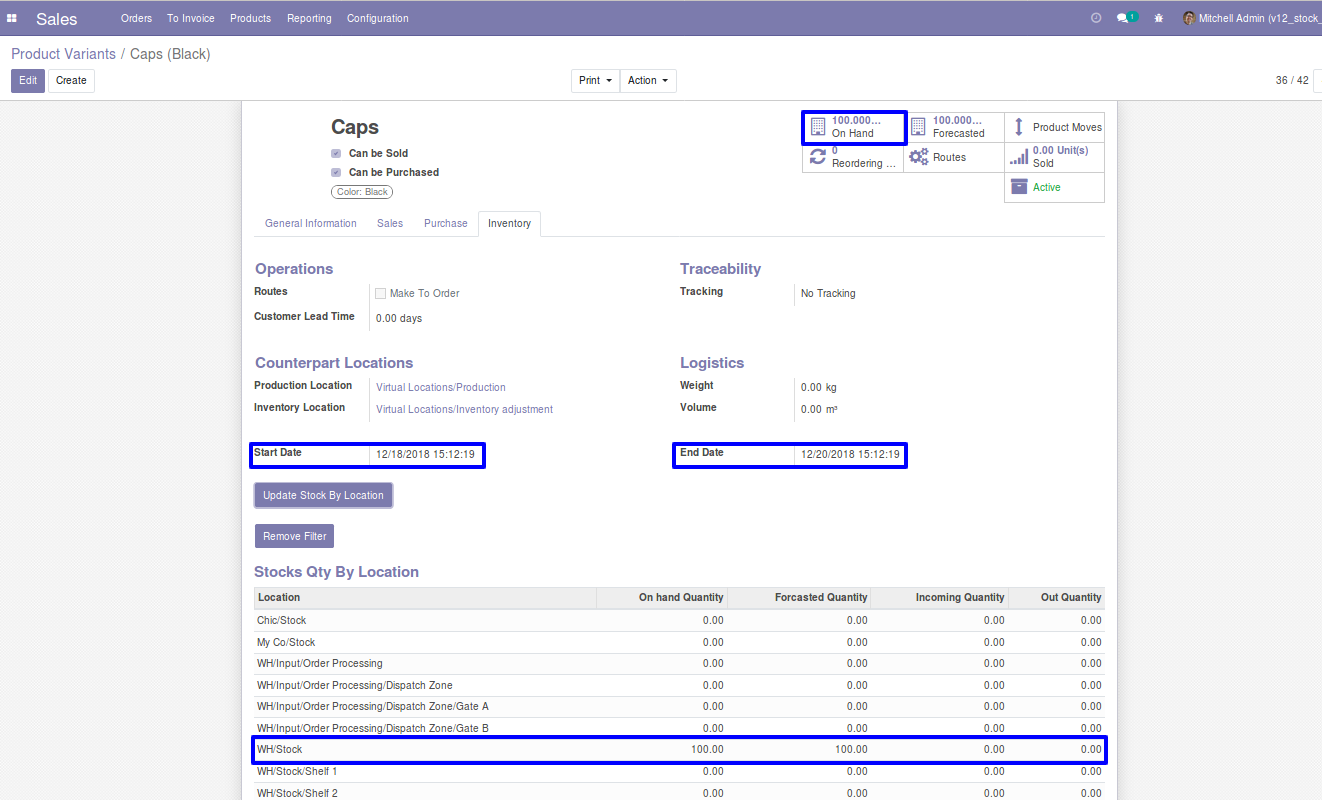 Sales Orders To Invoice Products Reporting Configuration 1 Mitchell Admin (v12_stock_
Product Variants / Caps (Black)
Edit Create Print Action 36 / 42
Caps
Can be Sold
Can be Purchased
Color: Black
100.000... On Hand
100.000... Forecasted
Product Moves
0 Reordering ...
Routes
0.00 Unit(s) Sold
Active
General Information Sales Purchase Inventory
Operations
Routes Make To Order
Customer Lead Time 0.00 days
Traceability
Tracking No Tracking
Counterpart Locations
Production Location Virtual Locations/Production
Inventory Location Virtual Locations/Inventory adjustment
Logistics
Weight 0.00 kg
Volume 0.00 m³
Start Date 12/18/2018 15:12:19
End Date 12/20/2018 15:12:19
Update Stock By Location
Remove Filter
Stocks Qty By Location
Location On hand Quantity Forcasted Quantity Incoming Quantity Out Quantity
Chic/Stock 0.00 0.00 0.00 0.00
My Co/Stock 0.00 0.00 0.00 0.00
WH/Input/Order Processing 0.00 0.00 0.00 0.00
WH/Input/Order Processing/Dispatch Zone 0.00 0.00 0.00 0.00
WH/Input/Order Processing/Dispatch Zone/Gate A 0.00 0.00 0.00 0.00
WH/Input/Order Processing/Dispatch Zone/Gate B 0.00 0.00 0.00 0.00
WH/Stock 100.00 100.00 0.00 0.00
WH/Stock/Shelf 1 0.00 0.00 0.00 0.00
WH/Stock/Shelf 2 0.00 0.00 0.00 0.00